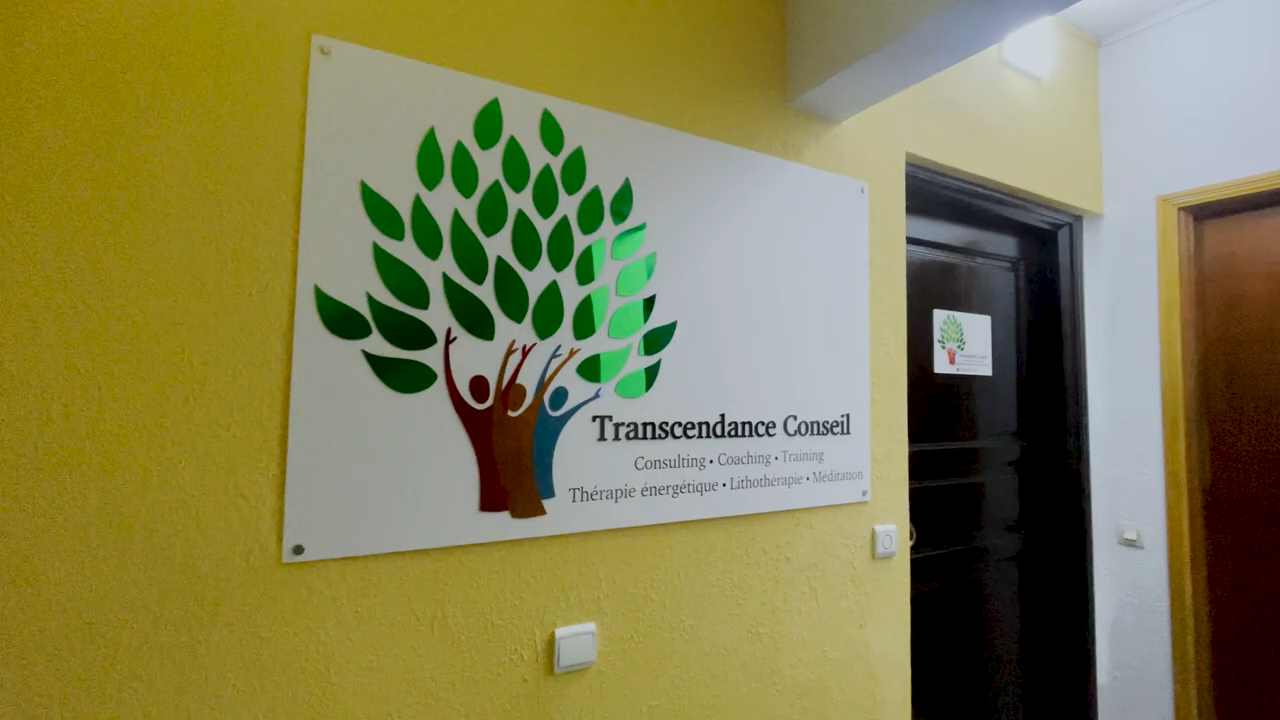 Transcendance Conseil
Consulting • Coaching • Training
Thérapie énergétique • Lithothérapie • Méditation